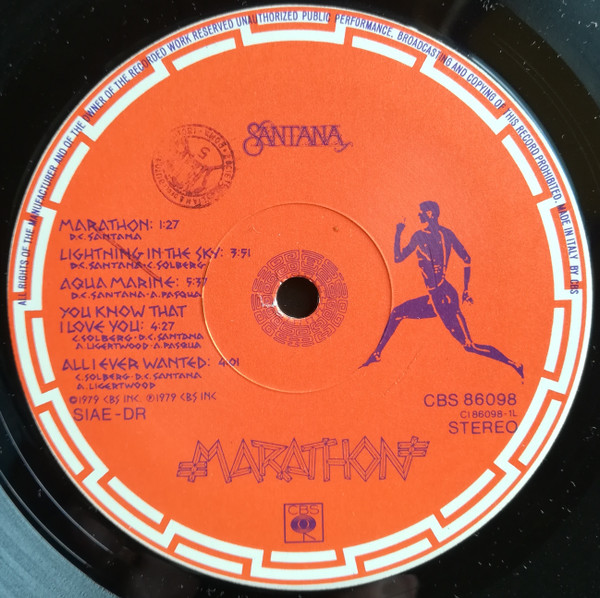 ALL RIGHTS OF THE MANUFACTURER AND OF THE OWNER OF THE RECORDED WORK RESERVED UNAUTHORIZED PUBLIC PERFORMANCE, BROADCASTING AND COPYING OF THIS RECORD PROHIBITED. MADE IN ITALY BY CBS
SANTANA
MARATHON: 1:27
D.C. SANTANA
LIGHTNING IN THE SKY: 3:51
D.C. SANTANA · C. SOLBERG
AQUA MARINE: 5:37
D.C. SANTANA · A. PASQUA
YOU KNOW THAT
I LOVE YOU: 4:27
C. SOLBERG · D.C. SANTANA
A. LIGERTWOOD · A. PASQUA
ALL I EVER WANTED: 4:01
C. SOLBERG · D.C. SANTANA
A. LIGERTWOOD
©1979 CBS INC. ℗1979 CBS INC
SIAE-DR
CBS 86098
CI 86098-1L
STEREO
MARATHON
CBS